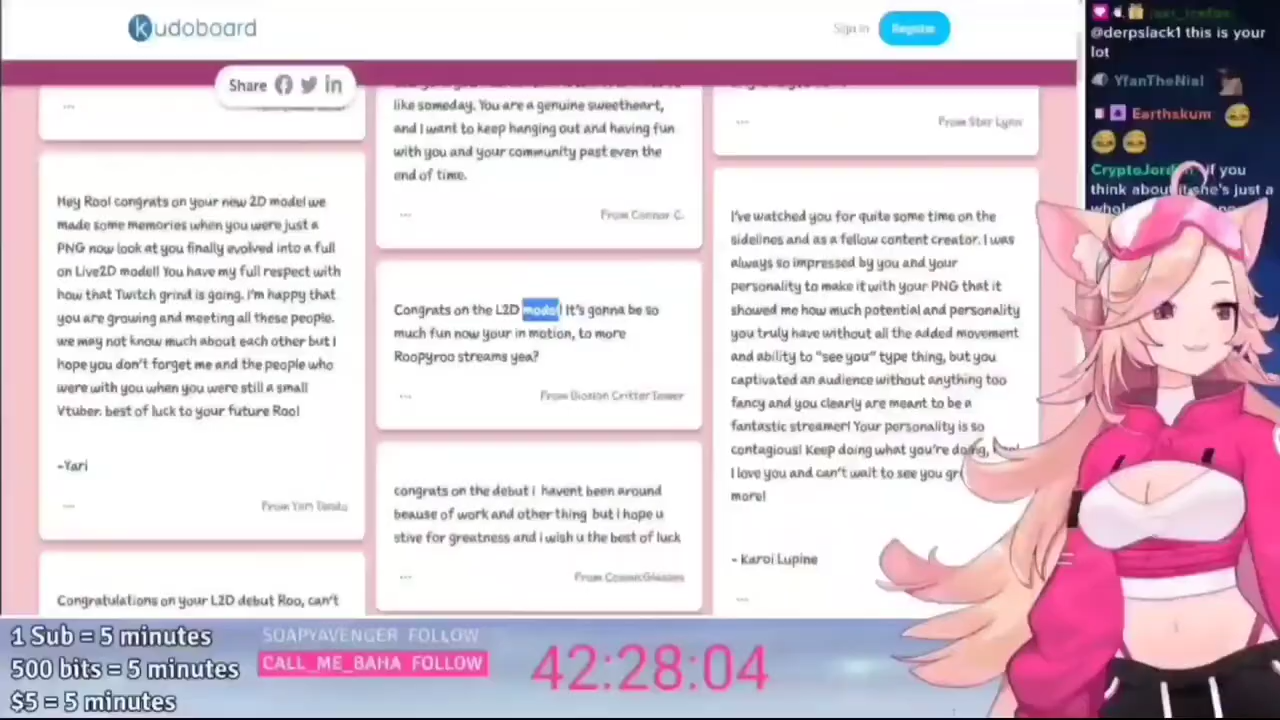 kudoboard
Sign in
Register
Share
like someday. You are a genuine sweetheart,
and I want to keep hanging out and having fun
with you and your community past even the
end of time.
From Connor C.
From Star Lynn
Hey Roo! congrats on your new 2D model we
made some memories when you were just a
PNG now look at you finally evolved into a full
on Live2D model! You have my full respect with
how that Twitch grind is going. I'm happy that
you are growing and meeting all these people.
we may not know much about each other but I
hope you don't forget me and the people who
were with you when you were still a small
Vtuber. best of luck to your future Roo!
-Yari
From Yari
Congratulations on your L2D debut Roo, can't
Congrats on the L2D model! It's gonna be so
much fun now your in motion, to more
Roopyroo streams yea?
From Critter
congrats on the debut i havent been around
beause of work and other thing but i hope u
stive for greatness and i wish u the best of luck
From CosmicGlasses
I've watched you for quite some time on the
sidelines and as a fellow content creator. I was
always so impressed by you and your
personality to make it with your PNG that it
showed me how much potential and personality
you truly have without all the added movement
and ability to "see you" type thing, but you
captivated an audience without anything too
fancy and you clearly are meant to be a
fantastic streamer! Your personality is so
contagious! Keep doing what you're doing,
I love you and can't wait to see you
more!
- Karoi Lupine
@derpslack1 this is your
lot
YfanTheNial
Earthskum
if you
think about it she's just a
1 Sub = 5 minutes
500 bits = 5 minutes
$5 = 5 minutes
SOAPYAVENGER FOLLOW
CALL_ME_BAHA FOLLOW
42:28:04